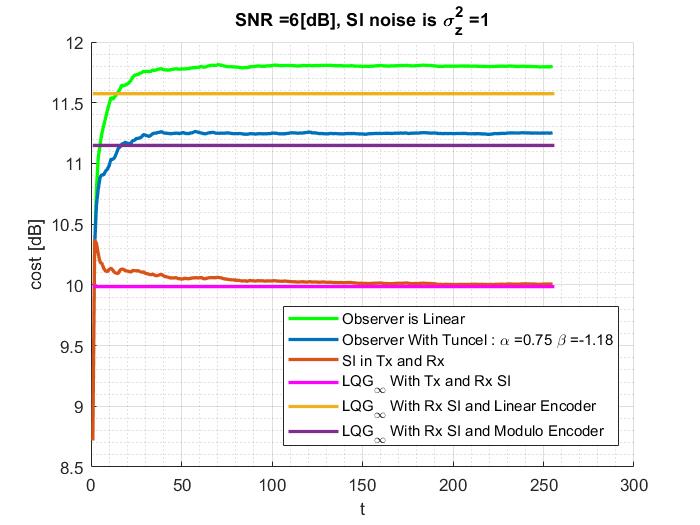 SNR =6[dB], SI noise is σ_z^2 =1
12
11.5
11
10.5
10
9.5
9
8.5
cost [dB]
Observer is Linear
Observer With Tuncel : α =0.75 β =-1.18
SI in Tx and Rx
LQG_∞ With Tx and Rx SI
LQG_∞ With Rx SI and Linear Encoder
LQG_∞ With Rx SI and Modulo Encoder
0 50 100 150 200 250 300
t